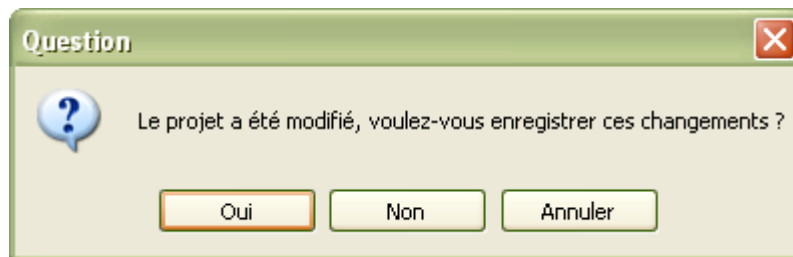 Question
Le projet a été modifié, voulez-vous enregistrer ces changements ?
Oui Non Annuler